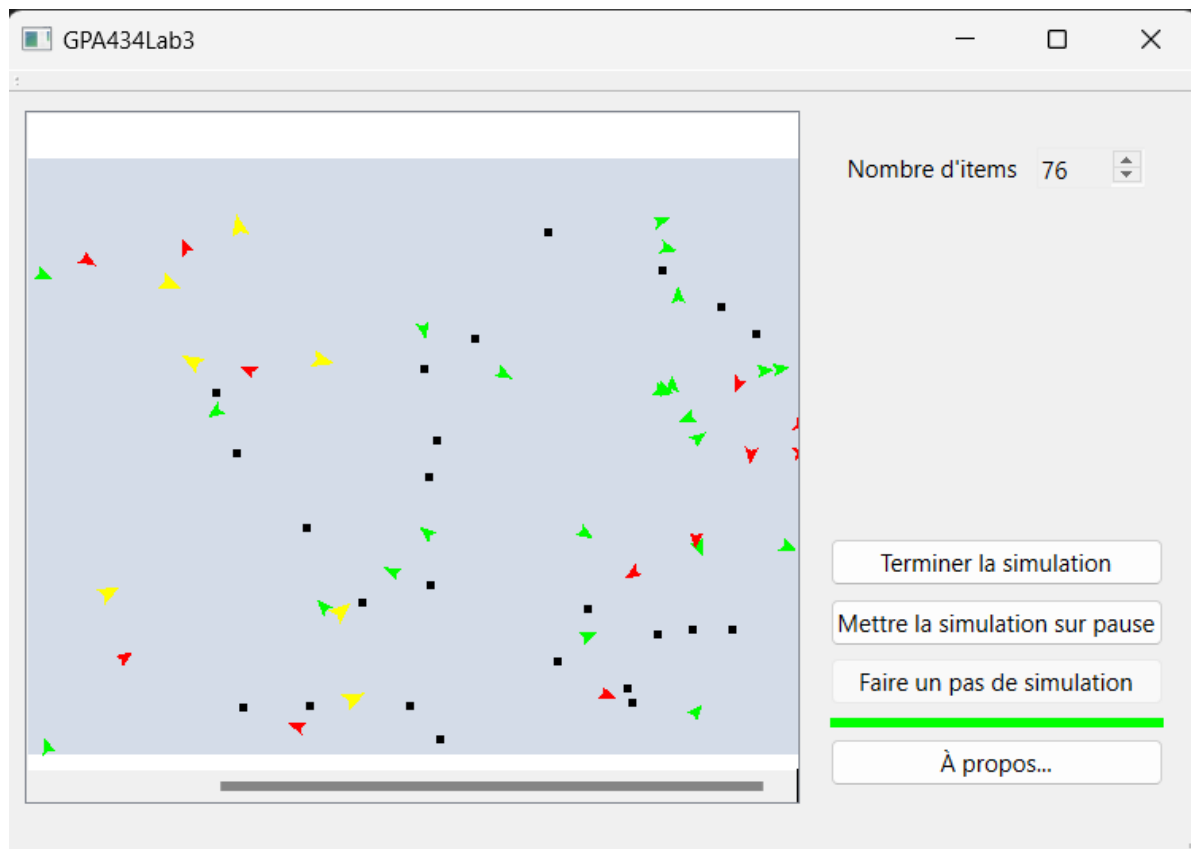 GPA434Lab3
Nombre d'items 76
Terminer la simulation
Mettre la simulation sur pause
Faire un pas de simulation
À propos...